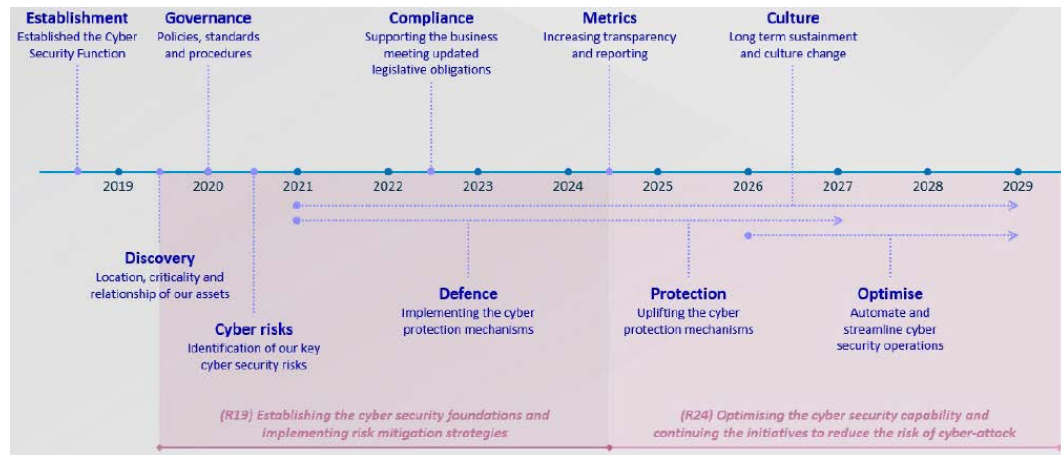 Establishment
Established the Cyber
Security Function
Governance
Policies, standards
and procedures
Compliance
Supporting the business
meeting updated
legislative obligations
Metrics
Increasing transparency
and reporting
Culture
Long term sustainment
and culture change
2019
2020
2021
2022
2023
2024
2025
2026
2027
2028
2029
Discovery
Location, criticality and
relationship of our assets
Cyber risks
Identification of our key
cyber security risks
Defence
Implementing the cyber
protection mechanisms
Protection
Uplifting the cyber
protection mechanisms
Optimise
Automate and
streamline cyber
security operations
(R19) Establishing the cyber security foundations and
implementing risk mitigation strategies
(R24) Optimising the cyber security capability and
continuing the initiatives to reduce the risk of cyber-attack